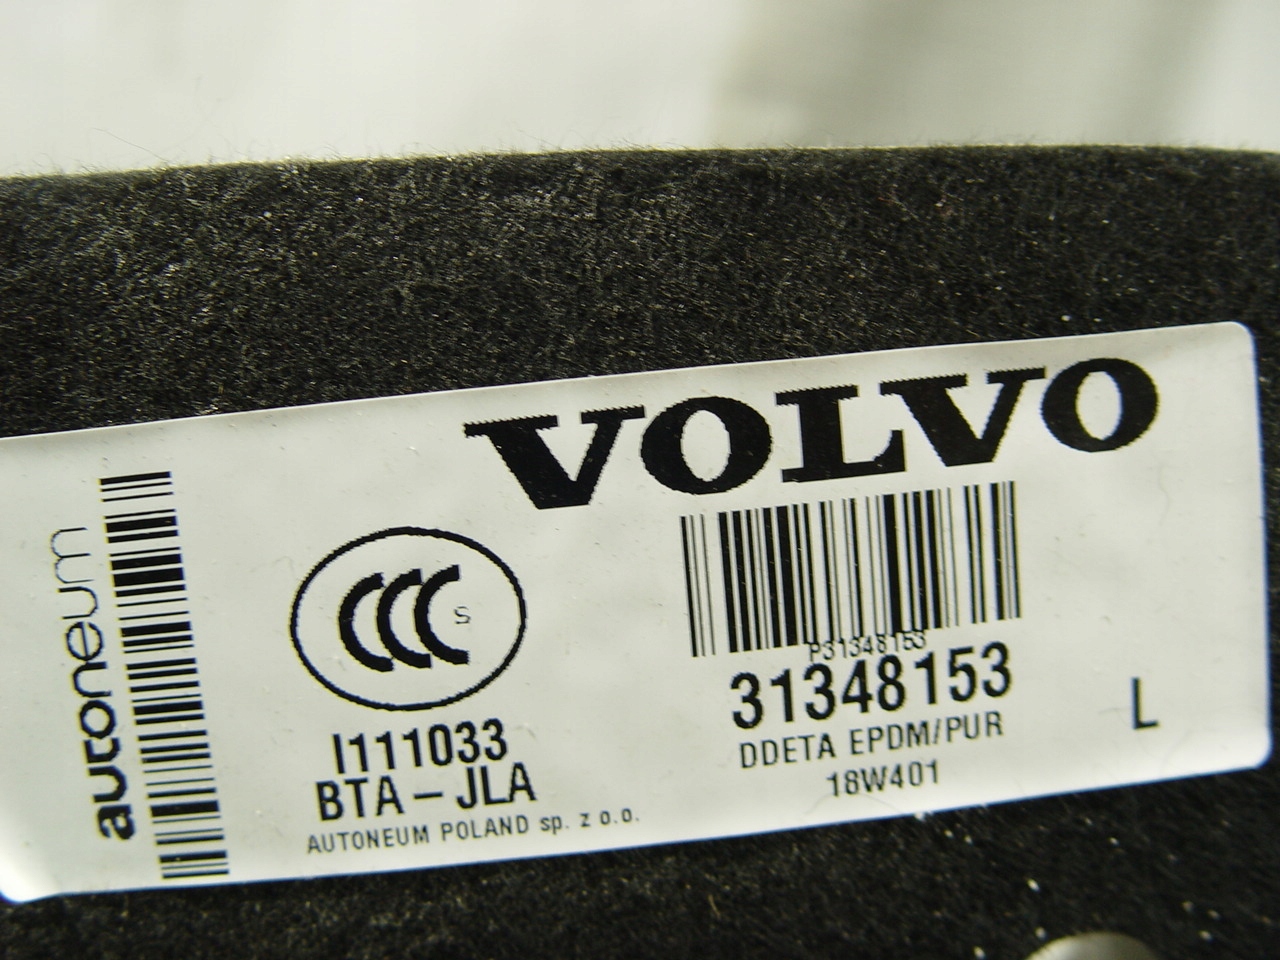 VOLVO
autoneum
CCC S
I111033
BTA – JLA
AUTONEUM POLAND sp. z o.o.
P31348153
31348153
DDETA EPDM/PUR
18W401
L